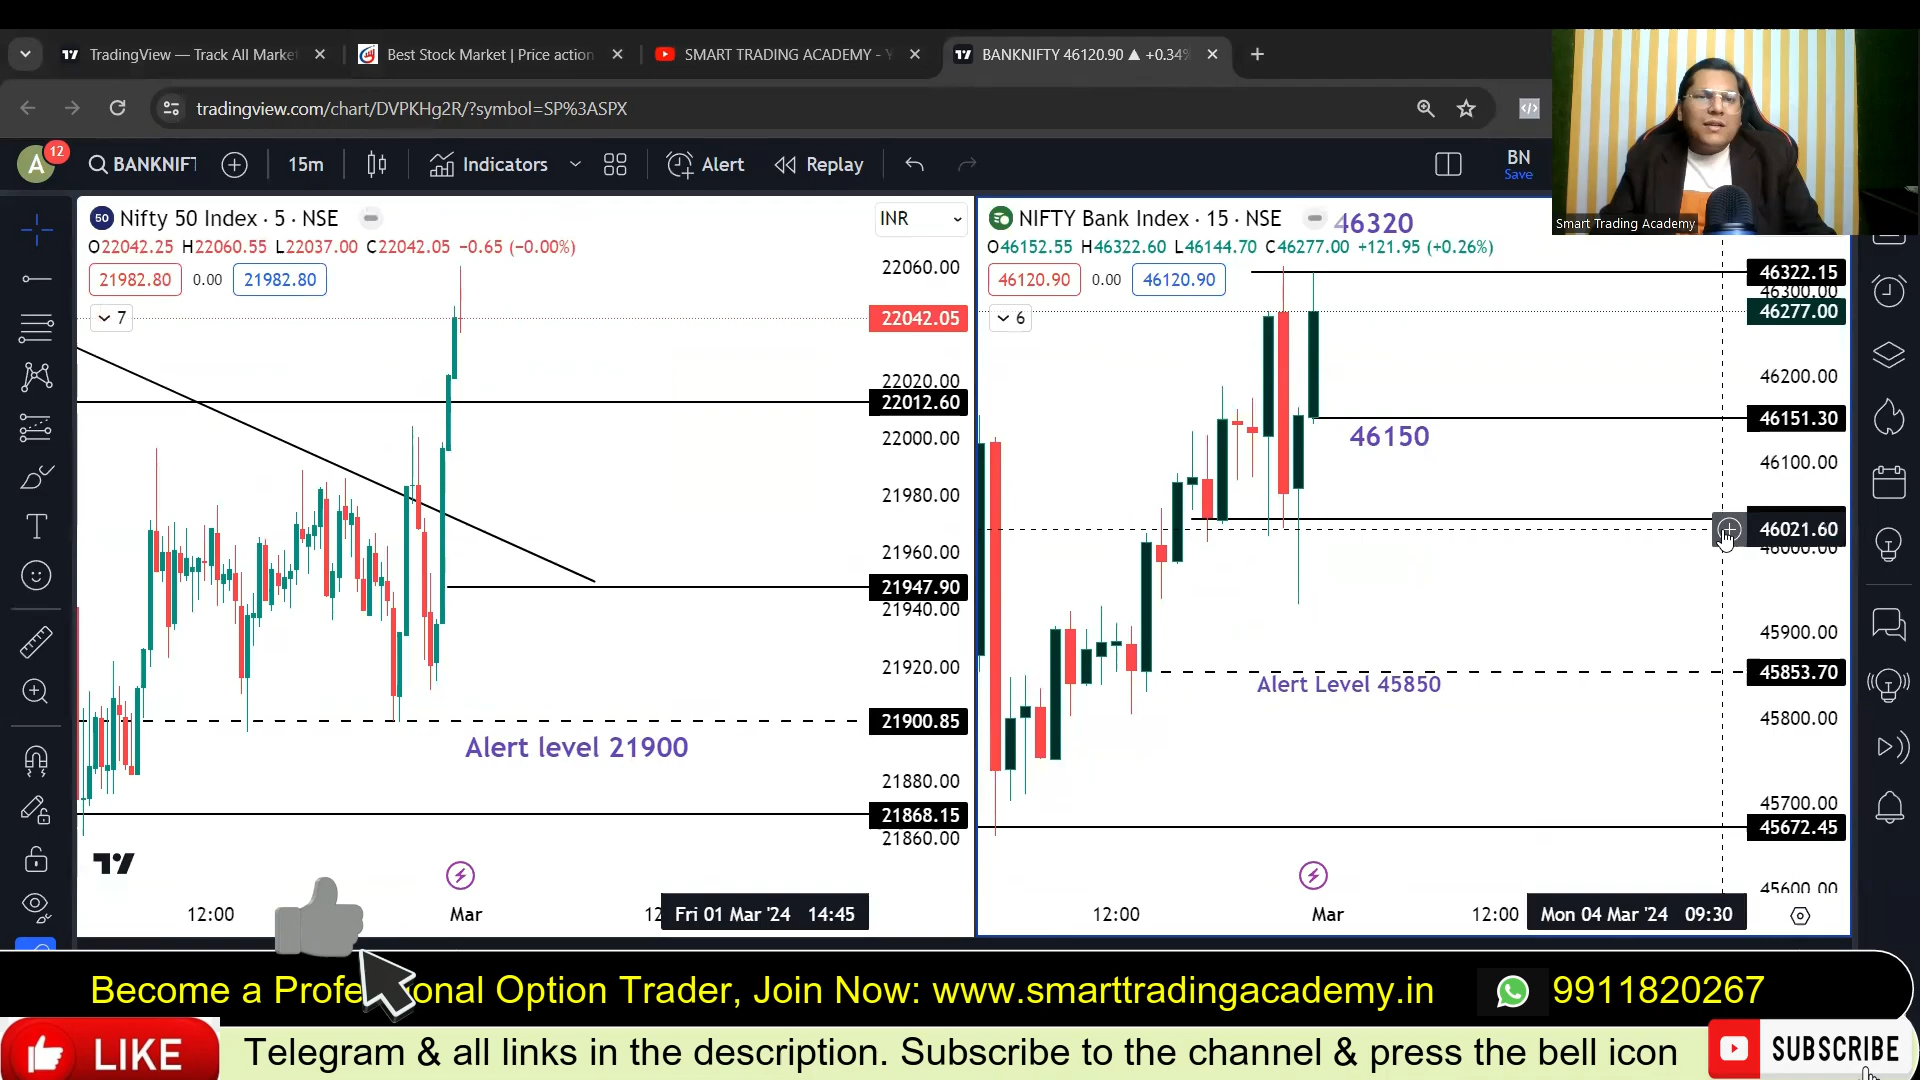 TradingView — Track All Marke
Best Stock Market | Price action
SMART TRADING ACADEMY - Y
BANKNIFTY 46120.90 ▲ +0.34%
tradingview.com/chart/DVPKHg2R/?symbol=SP%3ASPX
A
12
BANKNIFT
15m
Indicators
Alert
Replay
BN
Save
Smart Trading Academy
50 Nifty 50 Index · 5 · NSE
INR
O22042.25 H22060.55 L22037.00 C22042.05 −0.65 (−0.00%)
21982.80
0.00
21982.80
7
22060.00
22042.05
22020.00
22012.60
22000.00
21980.00
21960.00
21947.90
21940.00
21920.00
21900.85
21880.00
21868.15
21860.00
Alert level 21900
12:00
Mar
12
Fri 01 Mar '24 14:45
NIFTY Bank Index · 15 · NSE
46320
O46152.55 H46322.60 L46144.70 C46277.00 +121.95 (+0.26%)
46120.90
0.00
46120.90
6
46322.15
46300.00
46277.00
46200.00
46151.30
46150
46100.00
46021.60
46000.00
45900.00
45853.70
Alert Level 45850
45800.00
45700.00
45672.45
45600.00
12:00
Mar
12:00
Mon 04 Mar '24 09:30
Become a Profe onal Option Trader, Join Now: www.smarttradingacademy.in
9911820267
LIKE
Telegram & all links in the description. Subscribe to the channel & press the bell icon
SUBSCRIBE